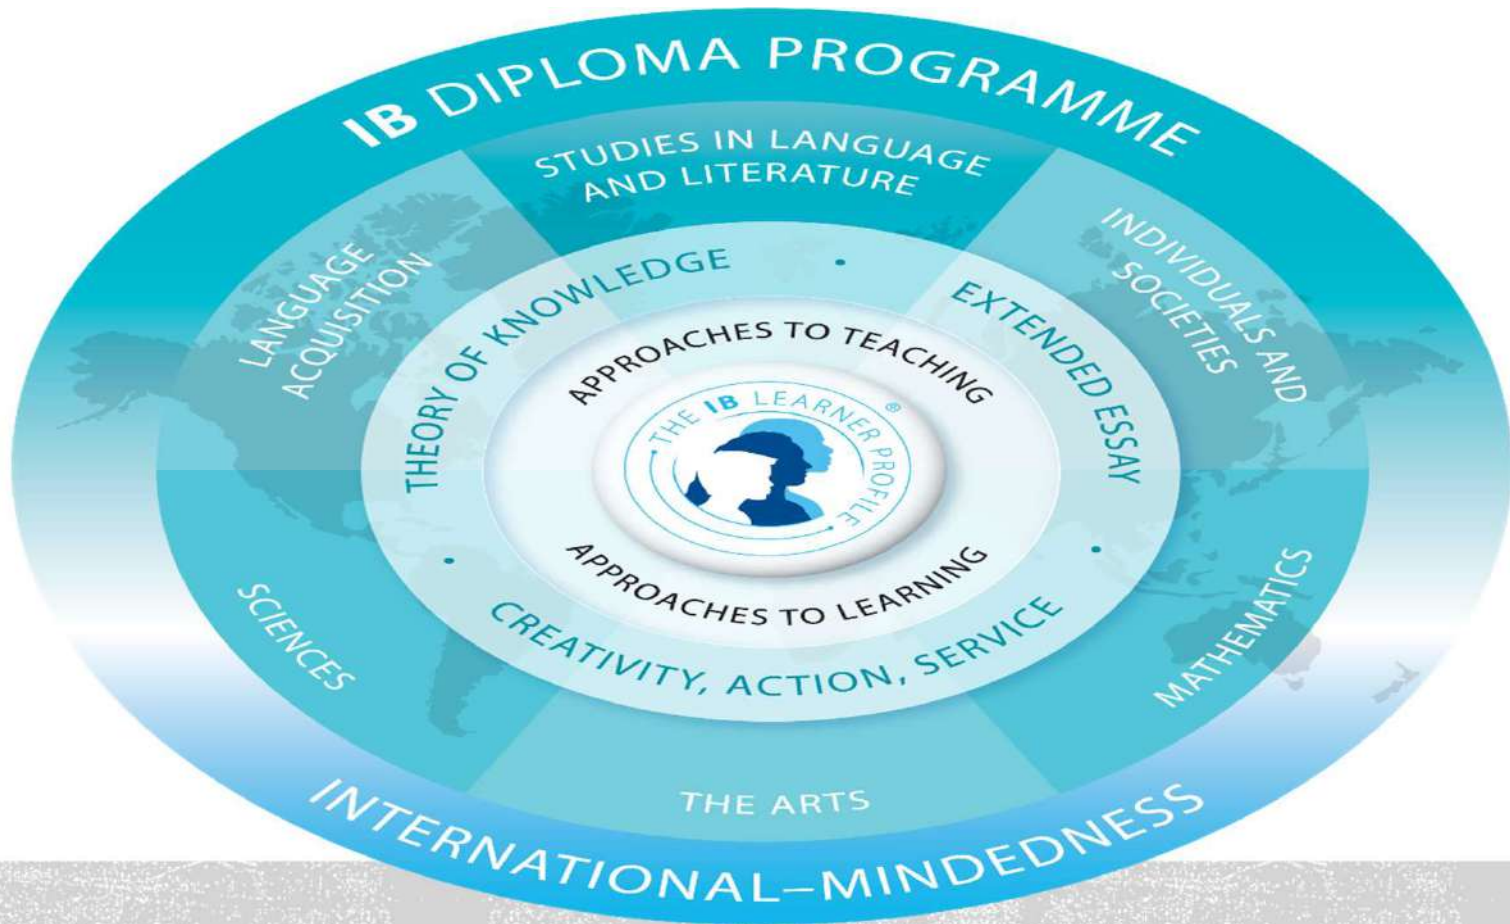 IB DIPLOMA PROGRAMME
STUDIES IN LANGUAGE
AND LITERATURE
LANGUAGE
ACQUISITION
INDIVIDUALS AND
SOCIETIES
THEORY OF KNOWLEDGE
EXTENDED ESSAY
APPROACHES TO TEACHING
THE IB LEARNER PROFILE®
APPROACHES TO LEARNING
CREATIVITY, ACTION, SERVICE
SCIENCES
MATHEMATICS
THE ARTS
INTERNATIONAL–MINDEDNESS